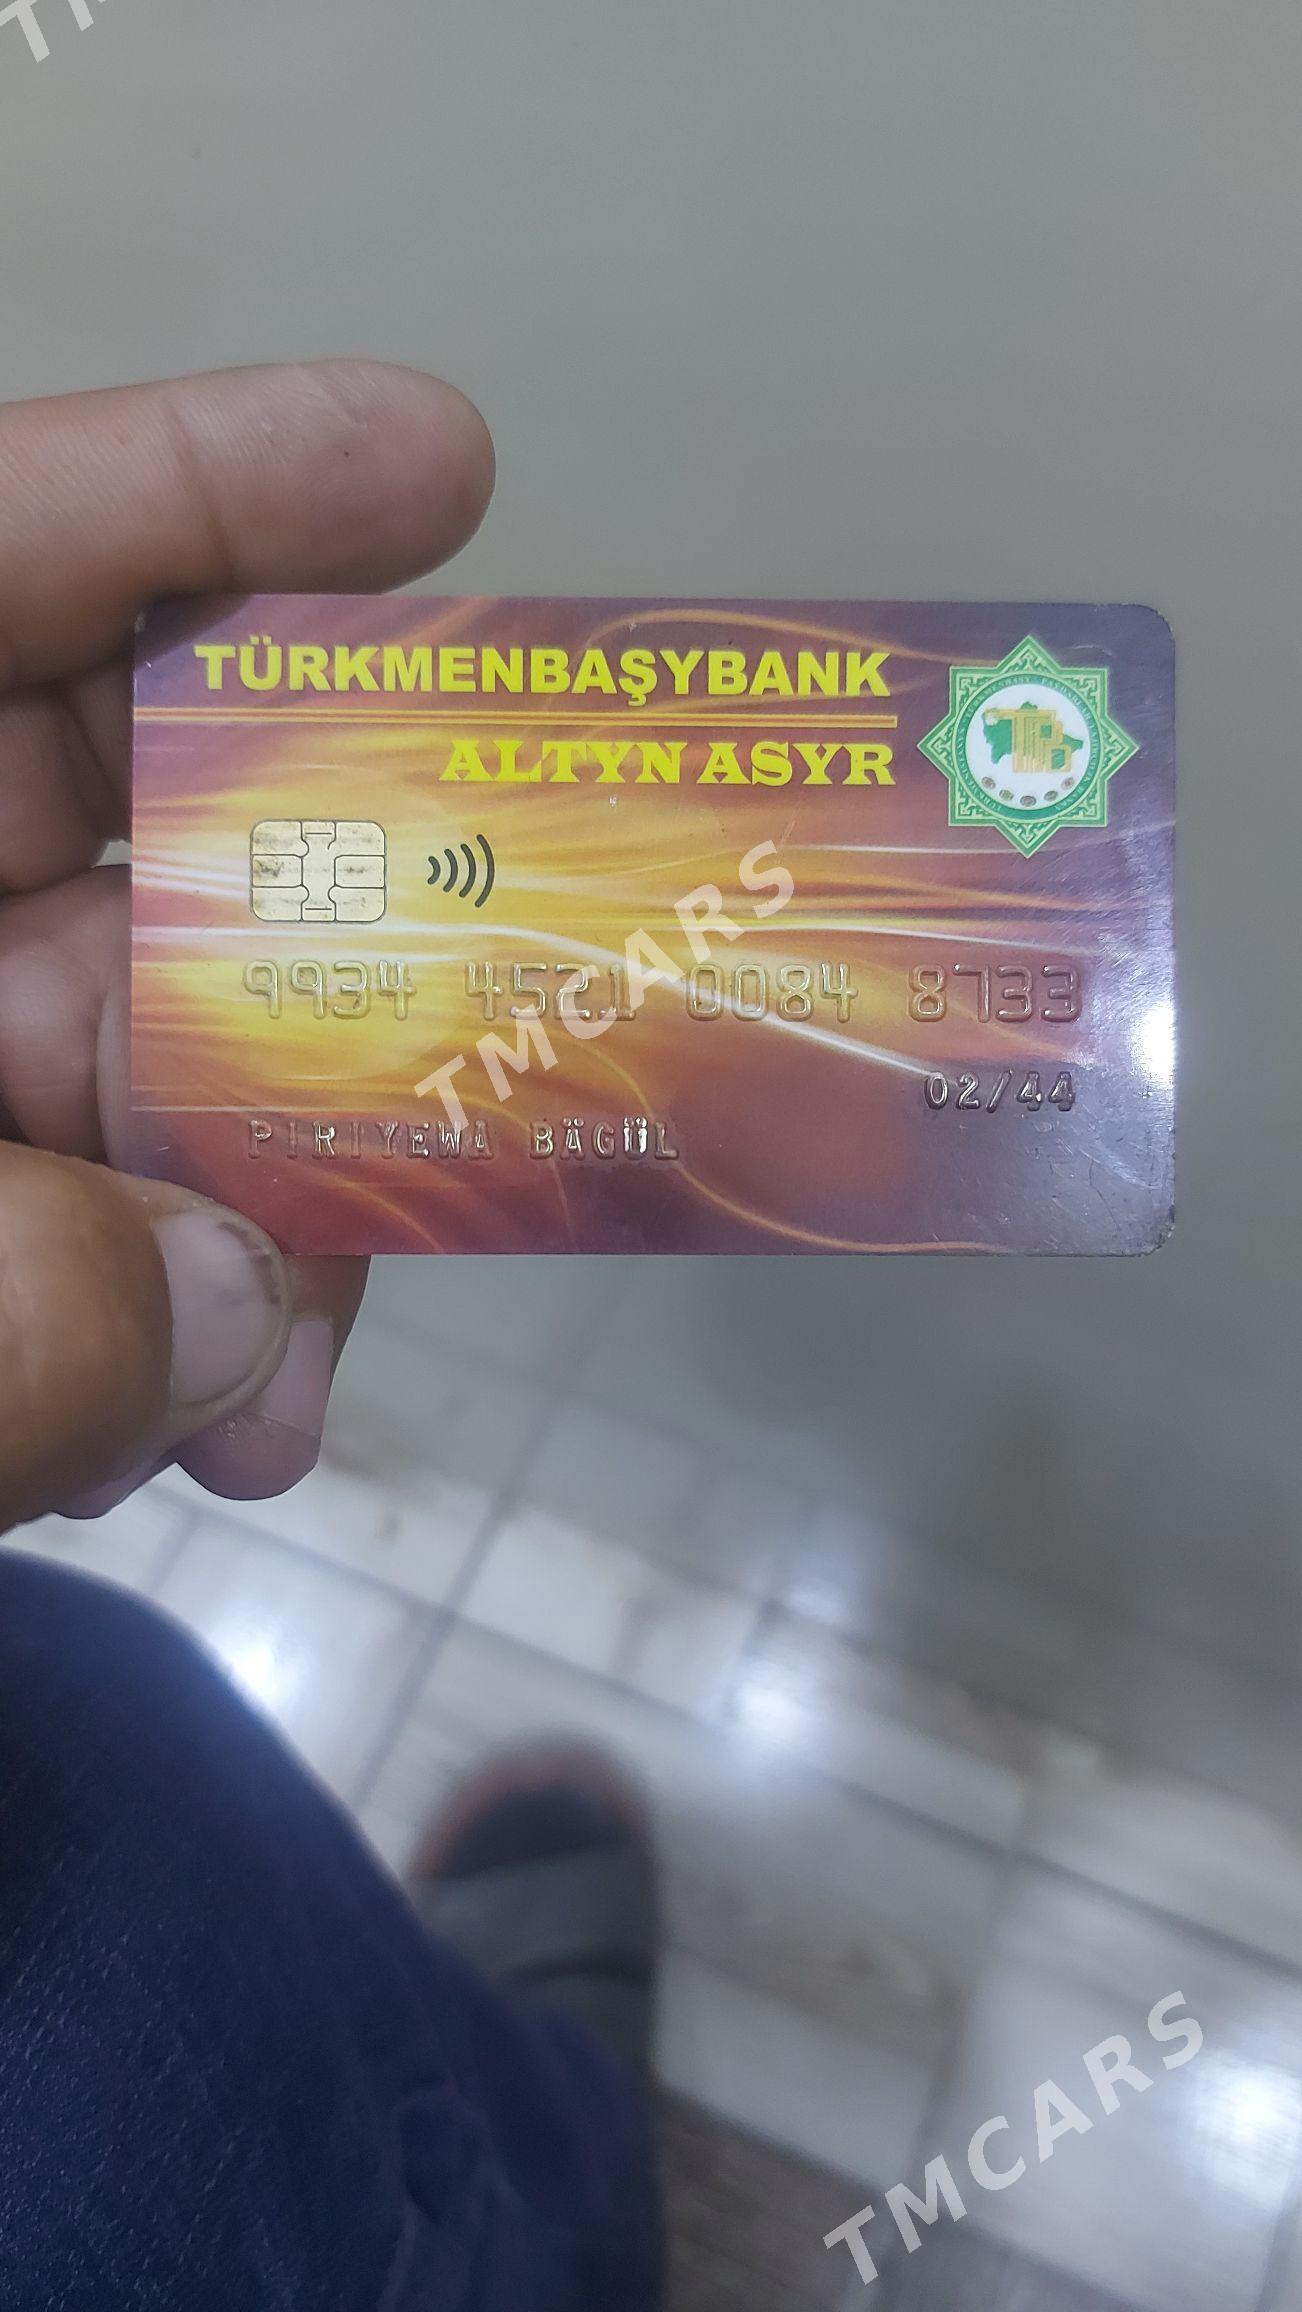 TÜRKMENBAŞYBANK
ALTYN ASYR
9934 4521 0084 8733
02/44
PIRIYEWA BÄGÜL
TMCARS
TMCARS